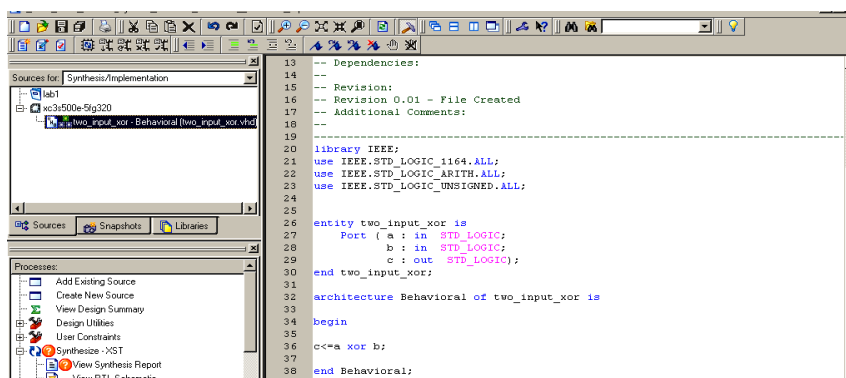 Sources for: Synthesis/Implementation
lab1
xc3s500e-5fg320
two_input_xor - Behavioral (two_input_xor.vhd)
Sources
Snapshots
Libraries
Processes:
Add Existing Source
Create New Source
View Design Summary
Design Utilities
User Constraints
Synthesize - XST
View Synthesis Report
View RTL Schematic
13 -- Dependencies:
14 --
15 -- Revision:
16 -- Revision 0.01 - File Created
17 -- Additional Comments:
18 --
19 ----------------------------------------------------------------------------------
20 library IEEE;
21 use IEEE.STD_LOGIC_1164.ALL;
22 use IEEE.STD_LOGIC_ARITH.ALL;
23 use IEEE.STD_LOGIC_UNSIGNED.ALL;
24
25
26 entity two_input_xor is
27 Port ( a : in STD_LOGIC;
28 b : in STD_LOGIC;
29 c : out STD_LOGIC);
30 end two_input_xor;
31
32 architecture Behavioral of two_input_xor is
33
34 begin
35
36 c<=a xor b;
37
38 end Behavioral;